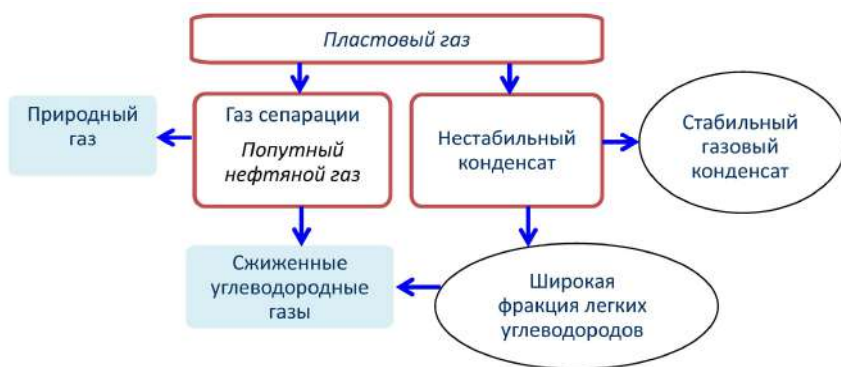 Пластовый газ
Природный
газ
Газ сепарации
Попутный
нефтяной газ
Нестабильный
конденсат
Стабильный
газовый
конденсат
Сжиженные
углеводородные
газы
Широкая
фракция легких
углеводородов